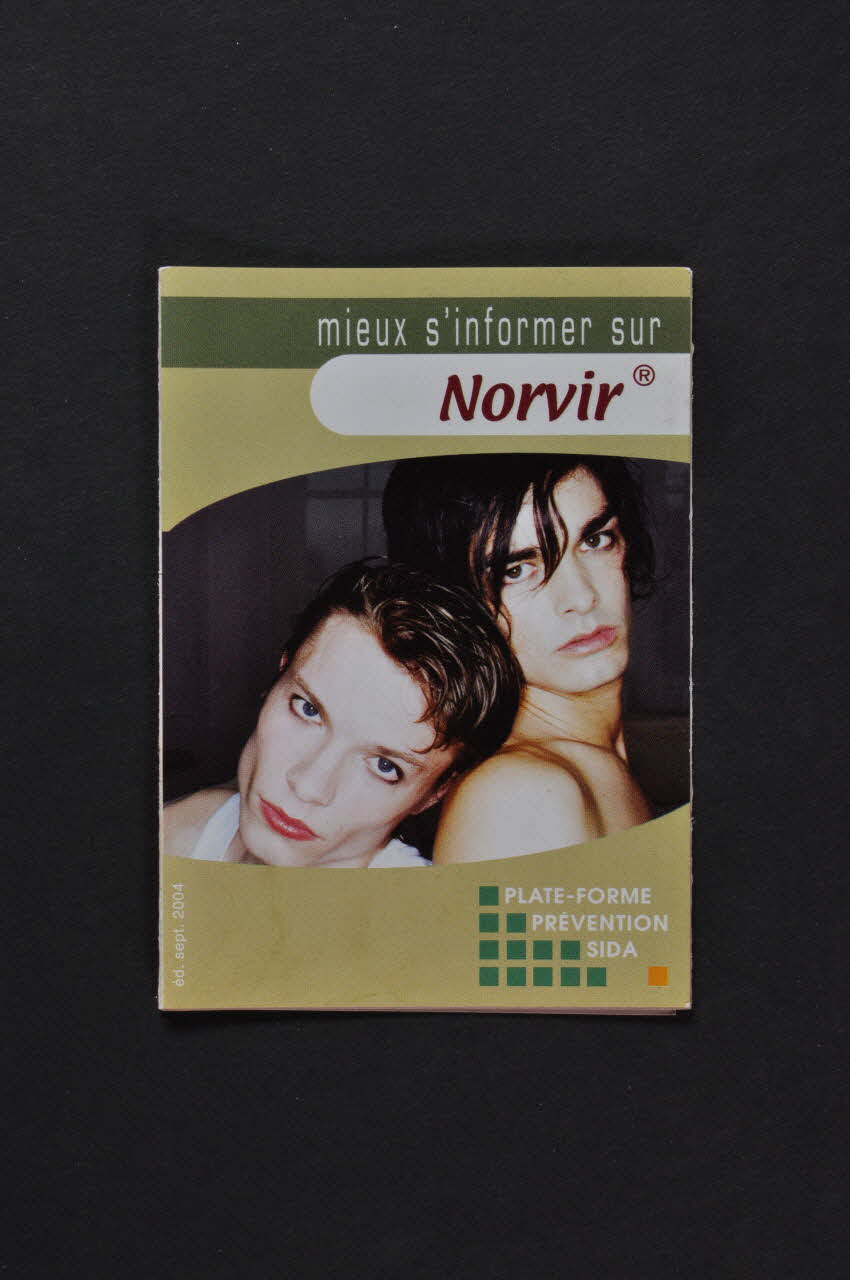 mieux s'informer sur
Norvir ®
PLATE-FORME
PRÉVENTION
SIDA
éd. sept. 2004